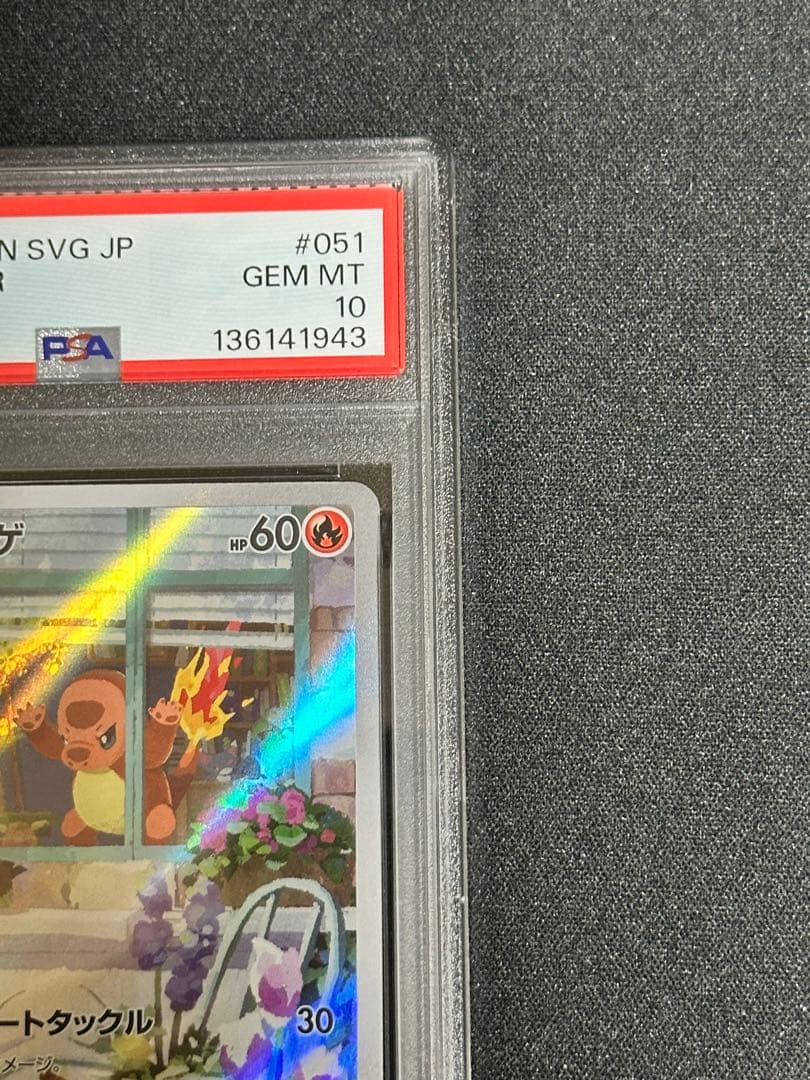 N SVG JP #051
R GEM MT
10
PSA 136141943
ゲ HP60
ートタックル 30
メージ。